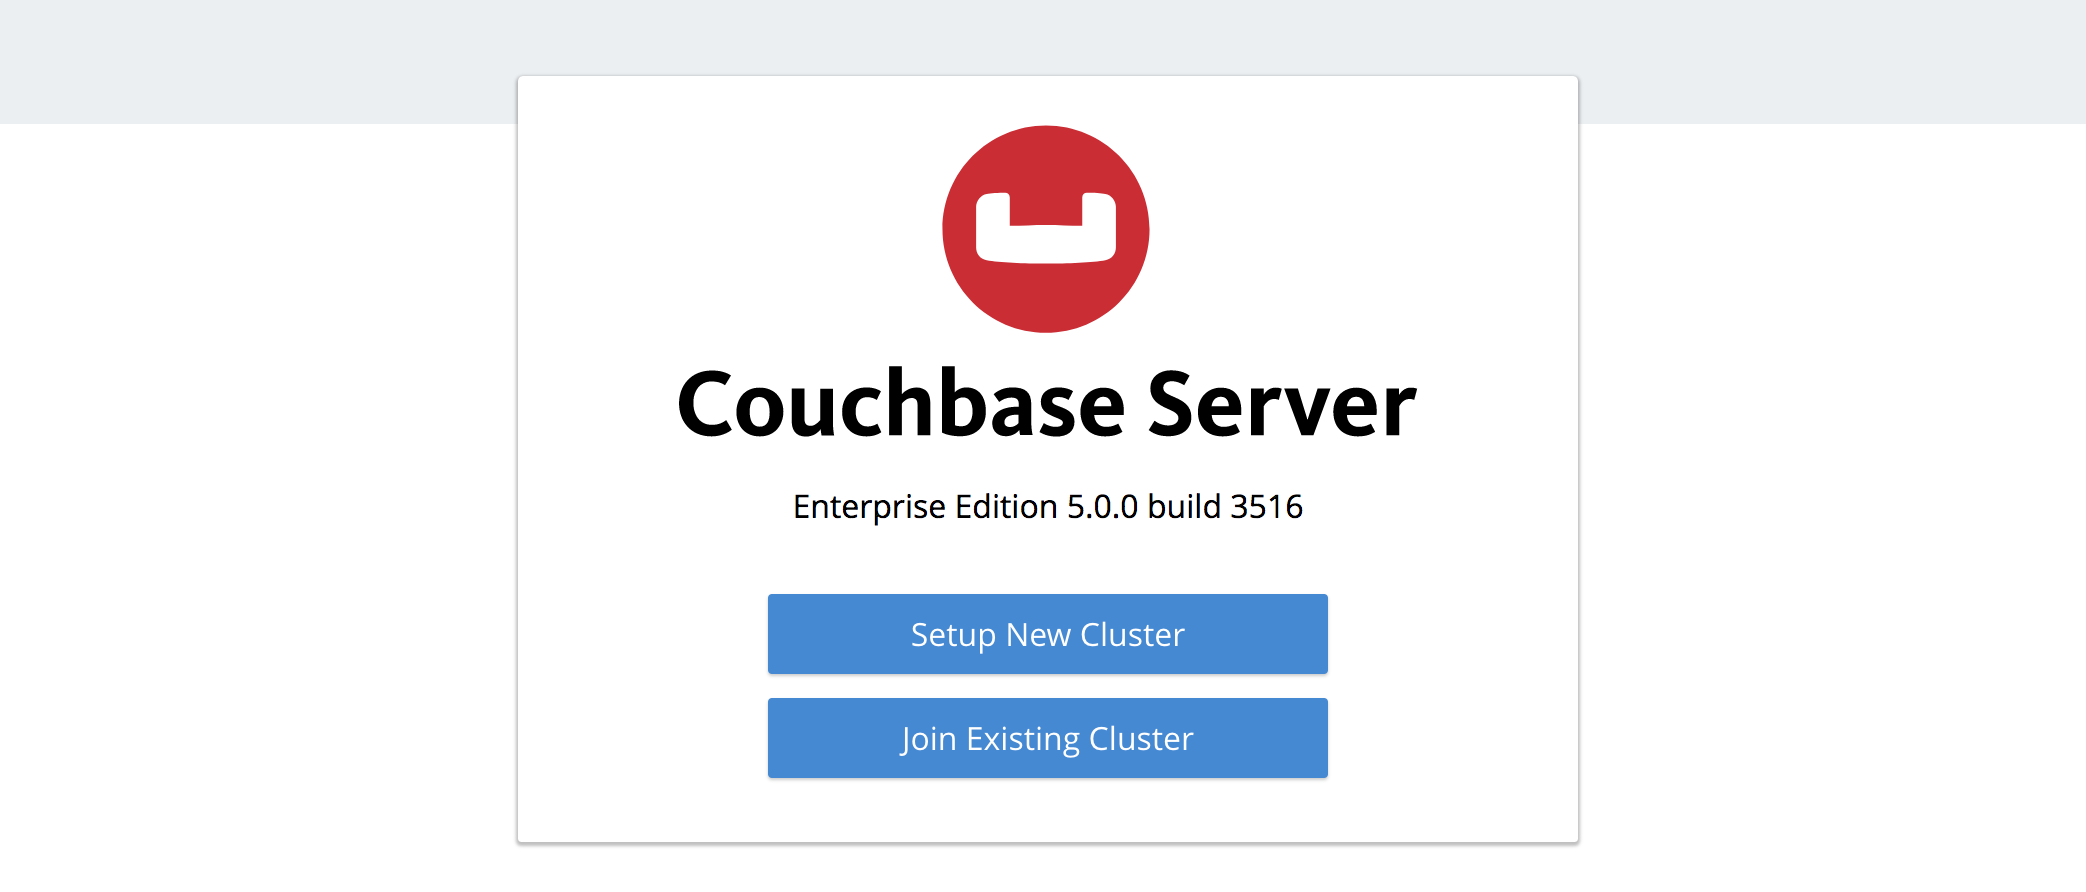 Couchbase Server
Enterprise Edition 5.0.0 build 3516
Setup New Cluster
Join Existing Cluster